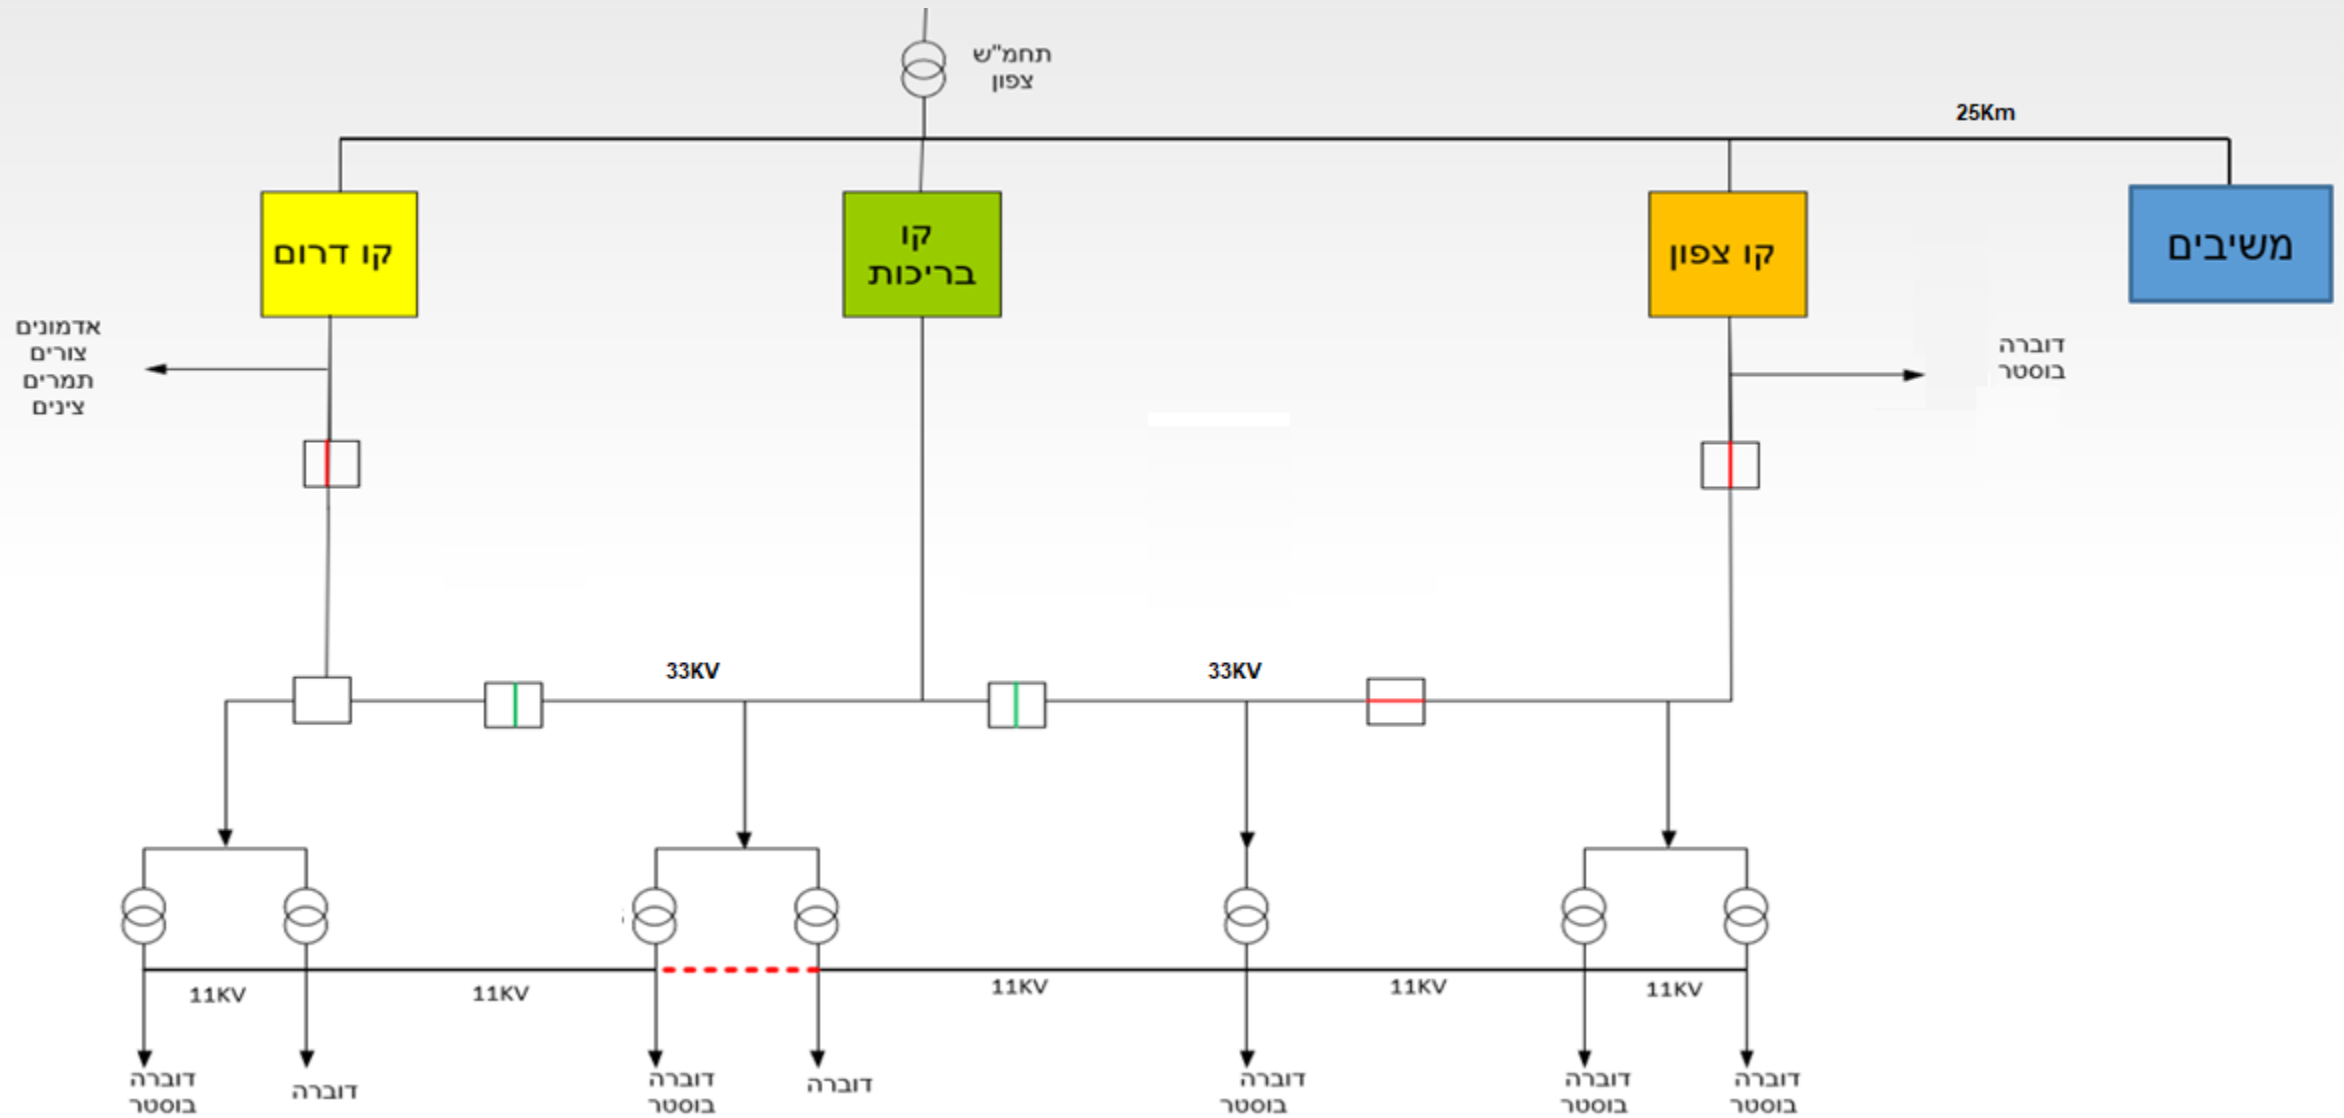 תחמ"ש
צפון
25Km
קו דרום
קו
בריכות
קו צפון
משיבים
אדמונים
צורים
תמרים
צינים
דוברה
בוסטר
33KV
33KV
11KV
11KV
11KV
11KV
11KV
דוברה
בוסטר
דוברה
דוברה
בוסטר
דוברה
דוברה
בוסטר
דוברה
בוסטר
דוברה
בוסטר